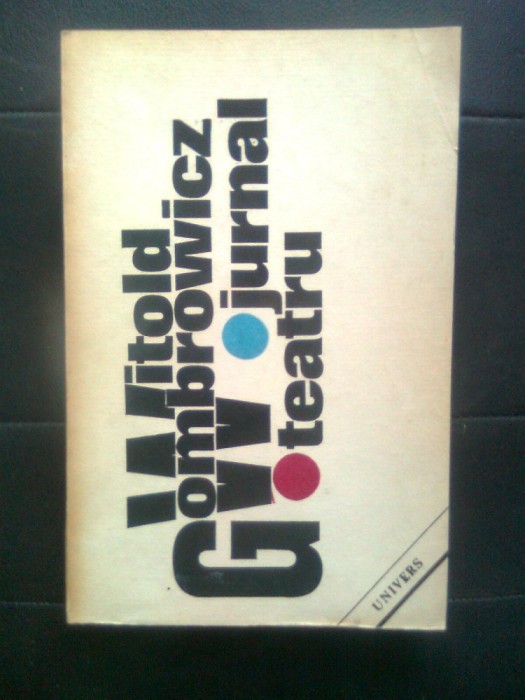 Witold
Gombrowicz
jurnal
teatru
UNIVERS